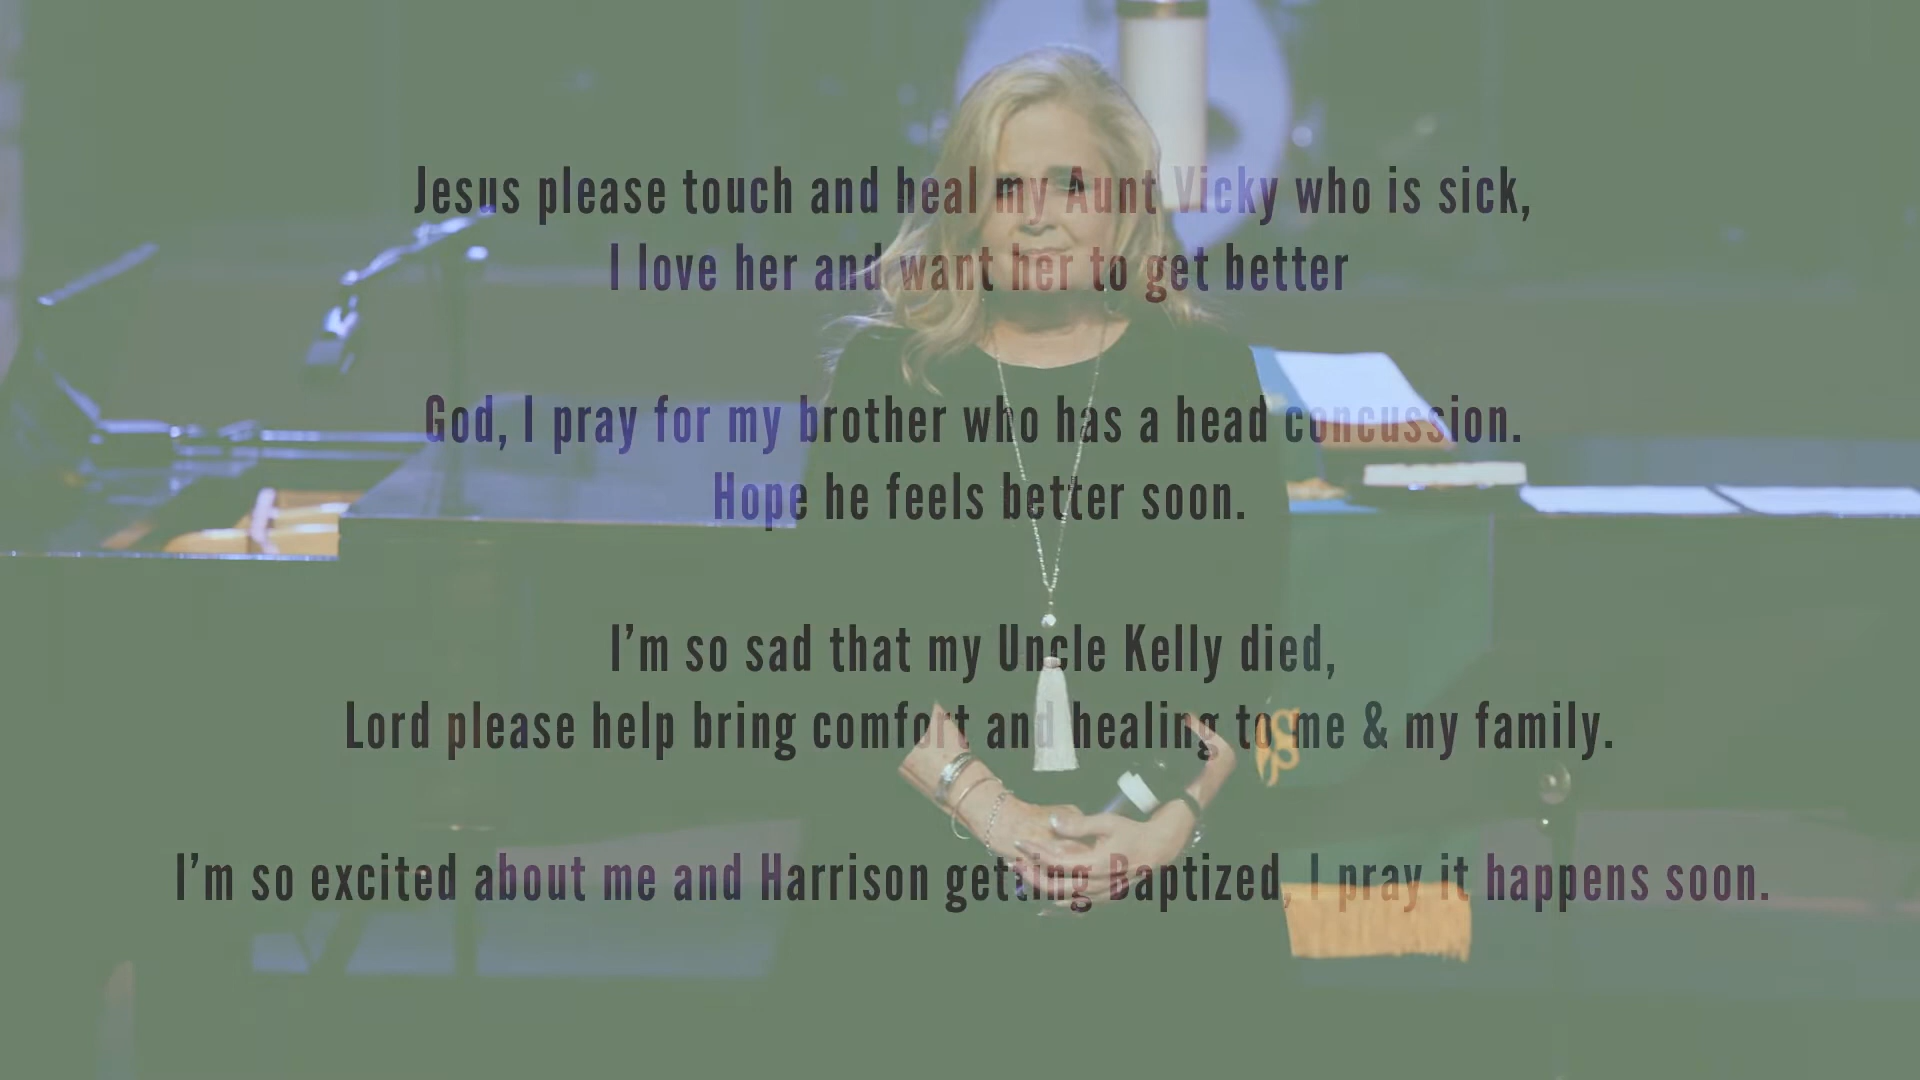 Jesus please touch and heal my Aunt Vicky who is sick,
I love her and want her to get better
God, I pray for my brother who has a head concussion.
Hope he feels better soon.
I’m so sad that my Uncle Kelly died,
Lord please help bring comfort and healing to me & my family.
I’m so excited about me and Harrison getting Baptized, I pray it happens soon.